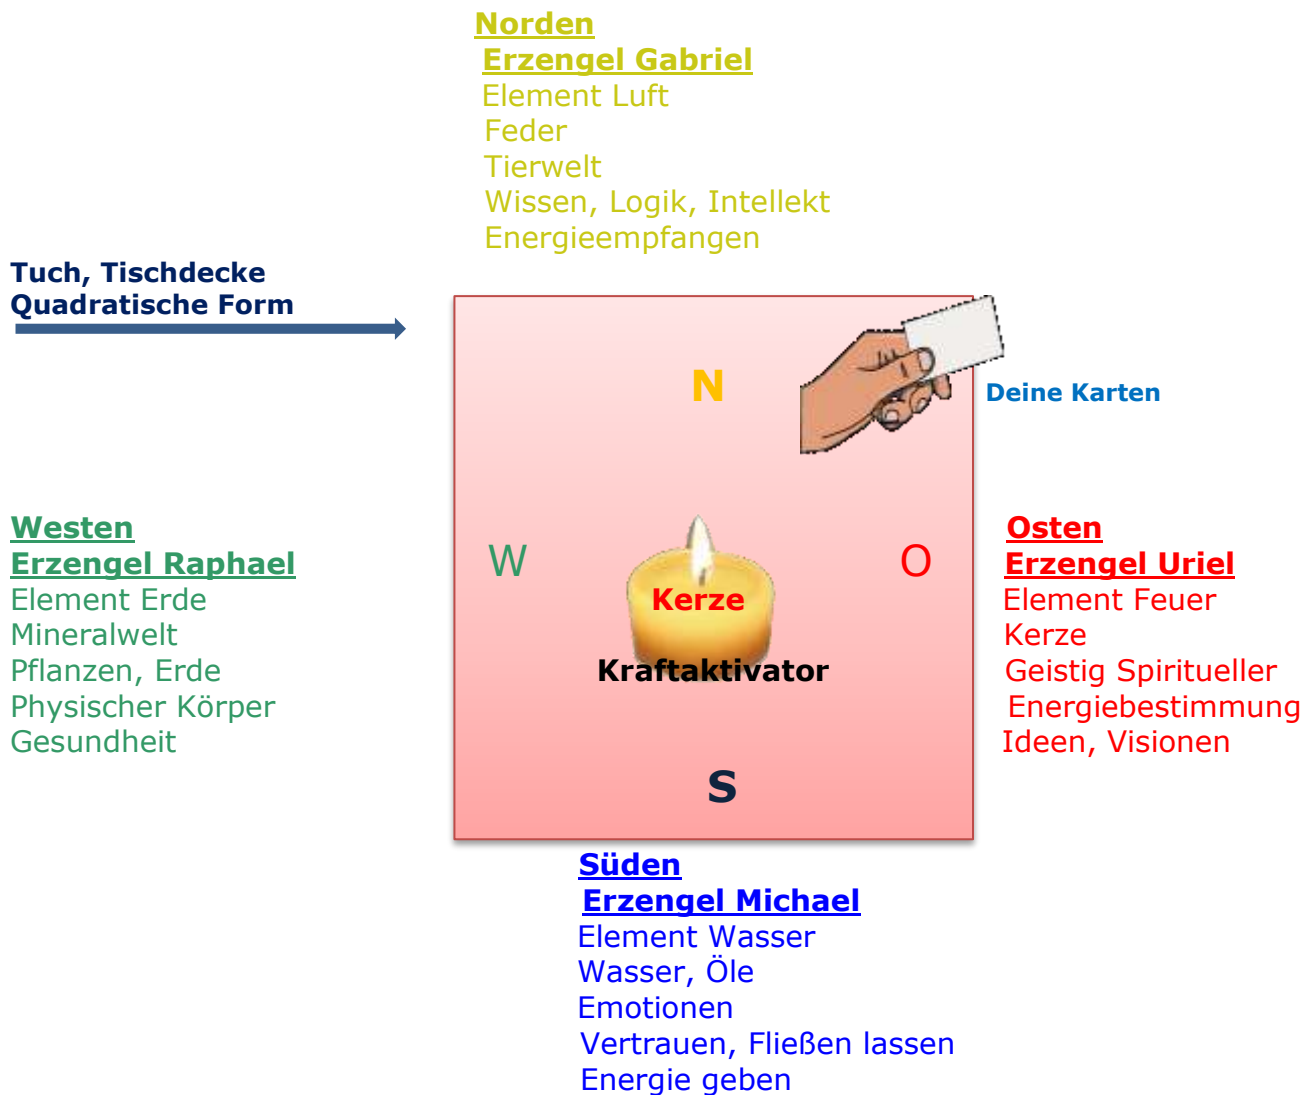 Norden
Erzengel Gabriel
Element Luft
Feder
Tierwelt
Wissen, Logik, Intellekt
Energieempfangen
Tuch, Tischdecke
Quadratische Form
N
Deine Karten
Westen
Erzengel Raphael
Element Erde
Mineralwelt
Pflanzen, Erde
Physischer Körper
Gesundheit
W
Kerze
Kraftaktivator
O
Osten
Erzengel Uriel
Element Feuer
Kerze
Geistig Spiritueller
Energiebestimmung
Ideen, Visionen
S
Süden
Erzengel Michael
Element Wasser
Wasser, Öle
Emotionen
Vertrauen, Fließen lassen
Energie geben